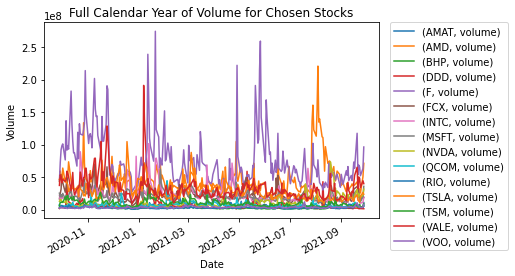 Full Calendar Year of Volume for Chosen Stocks
1e8
2.5
2.0
1.5
1.0
0.5
0.0
Volume
2020-11
2021-01
2021-03
2021-05
2021-07
2021-09
Date
(AMAT, volume)
(AMD, volume)
(BHP, volume)
(DDD, volume)
(F, volume)
(FCX, volume)
(INTC, volume)
(MSFT, volume)
(NVDA, volume)
(QCOM, volume)
(RIO, volume)
(TSLA, volume)
(TSM, volume)
(VALE, volume)
(VOO, volume)